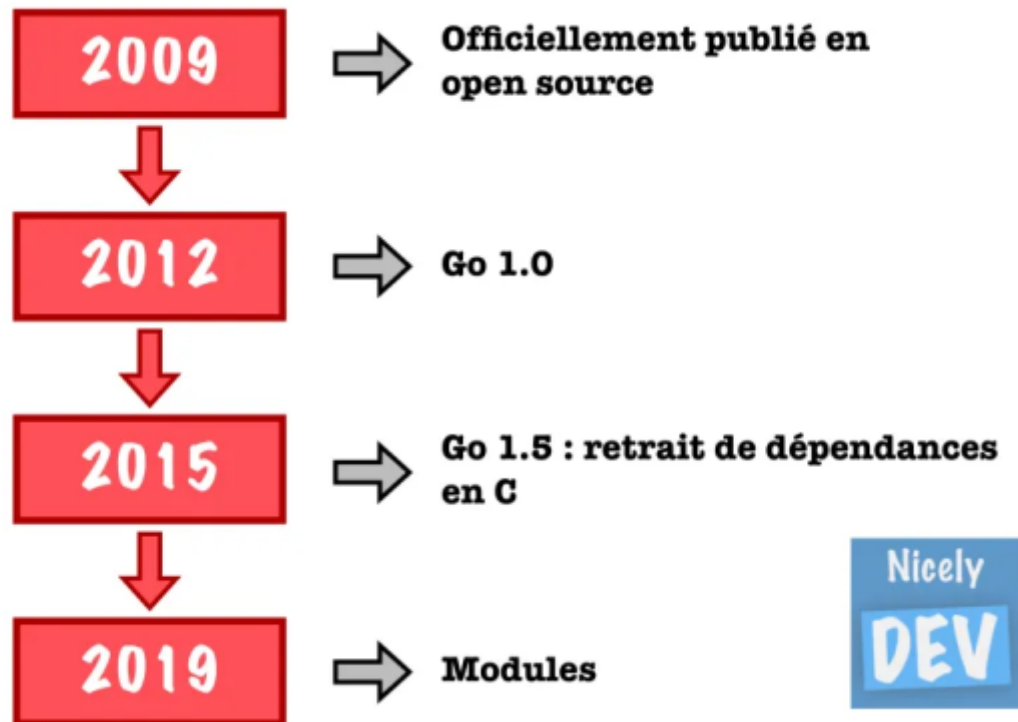 2009
Officiellement publié en
open source
2012
Go 1.0
2015
Go 1.5 : retrait de dépendances
en C
2019
Modules
Nicely
DEV